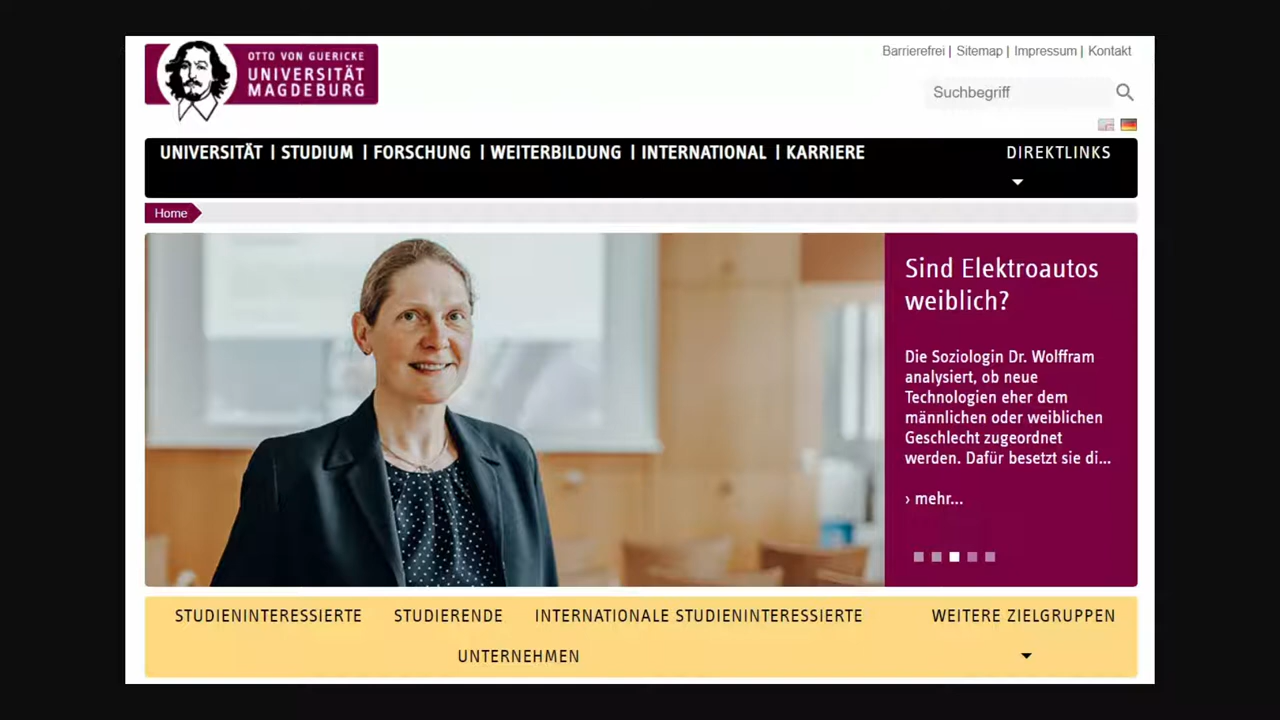 OTTO VON GUERICKE
UNIVERSITÄT
MAGDEBURG
Barrierefrei | Sitemap | Impressum | Kontakt
Suchbegriff
UNIVERSITÄT | STUDIUM | FORSCHUNG | WEITERBILDUNG | INTERNATIONAL | KARRIERE
DIREKTLINKS
Home
Sind Elektroautos
weiblich?
Die Soziologin Dr. Wolffram
analysiert, ob neue
Technologien eher dem
männlichen oder weiblichen
Geschlecht zugeordnet
werden. Dafür besetzt sie di...
› mehr...
STUDIENINTERESSIERTE STUDIERENDE INTERNATIONALE STUDIENINTERESSIERTE
UNTERNEHMEN
WEITERE ZIELGRUPPEN